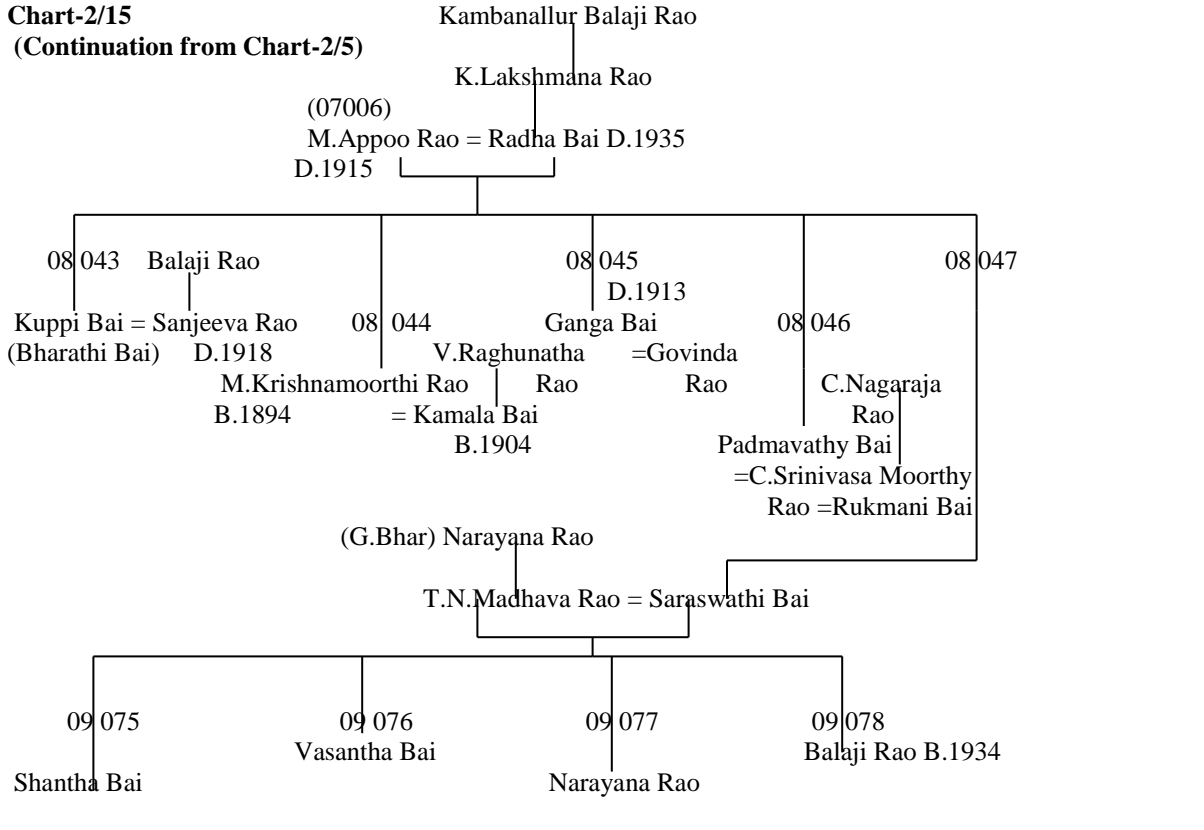 Chart-2/15 Kambanallur Balaji Rao
(Continuation from Chart-2/5)
K.Lakshmana Rao
(07006)
M.Appoo Rao = Radha Bai D.1935
D.1915
08 043 Balaji Rao 08 045 08 047
D.1913
Kuppi Bai = Sanjeeva Rao 08 044 Ganga Bai 08 046
(Bharathi Bai) D.1918 V.Raghunatha =Govinda
M.Krishnamoorthi Rao Rao Rao C.Nagaraja
B.1894 = Kamala Bai Rao
B.1904 Padmavathy Bai
=C.Srinivasa Moorthy
Rao =Rukmani Bai
(G.Bhar) Narayana Rao
T.N.Madhava Rao = Saraswathi Bai
09 075 09 076 09 077 09 078
Vasantha Bai Balaji Rao B.1934
Shantha Bai Narayana Rao